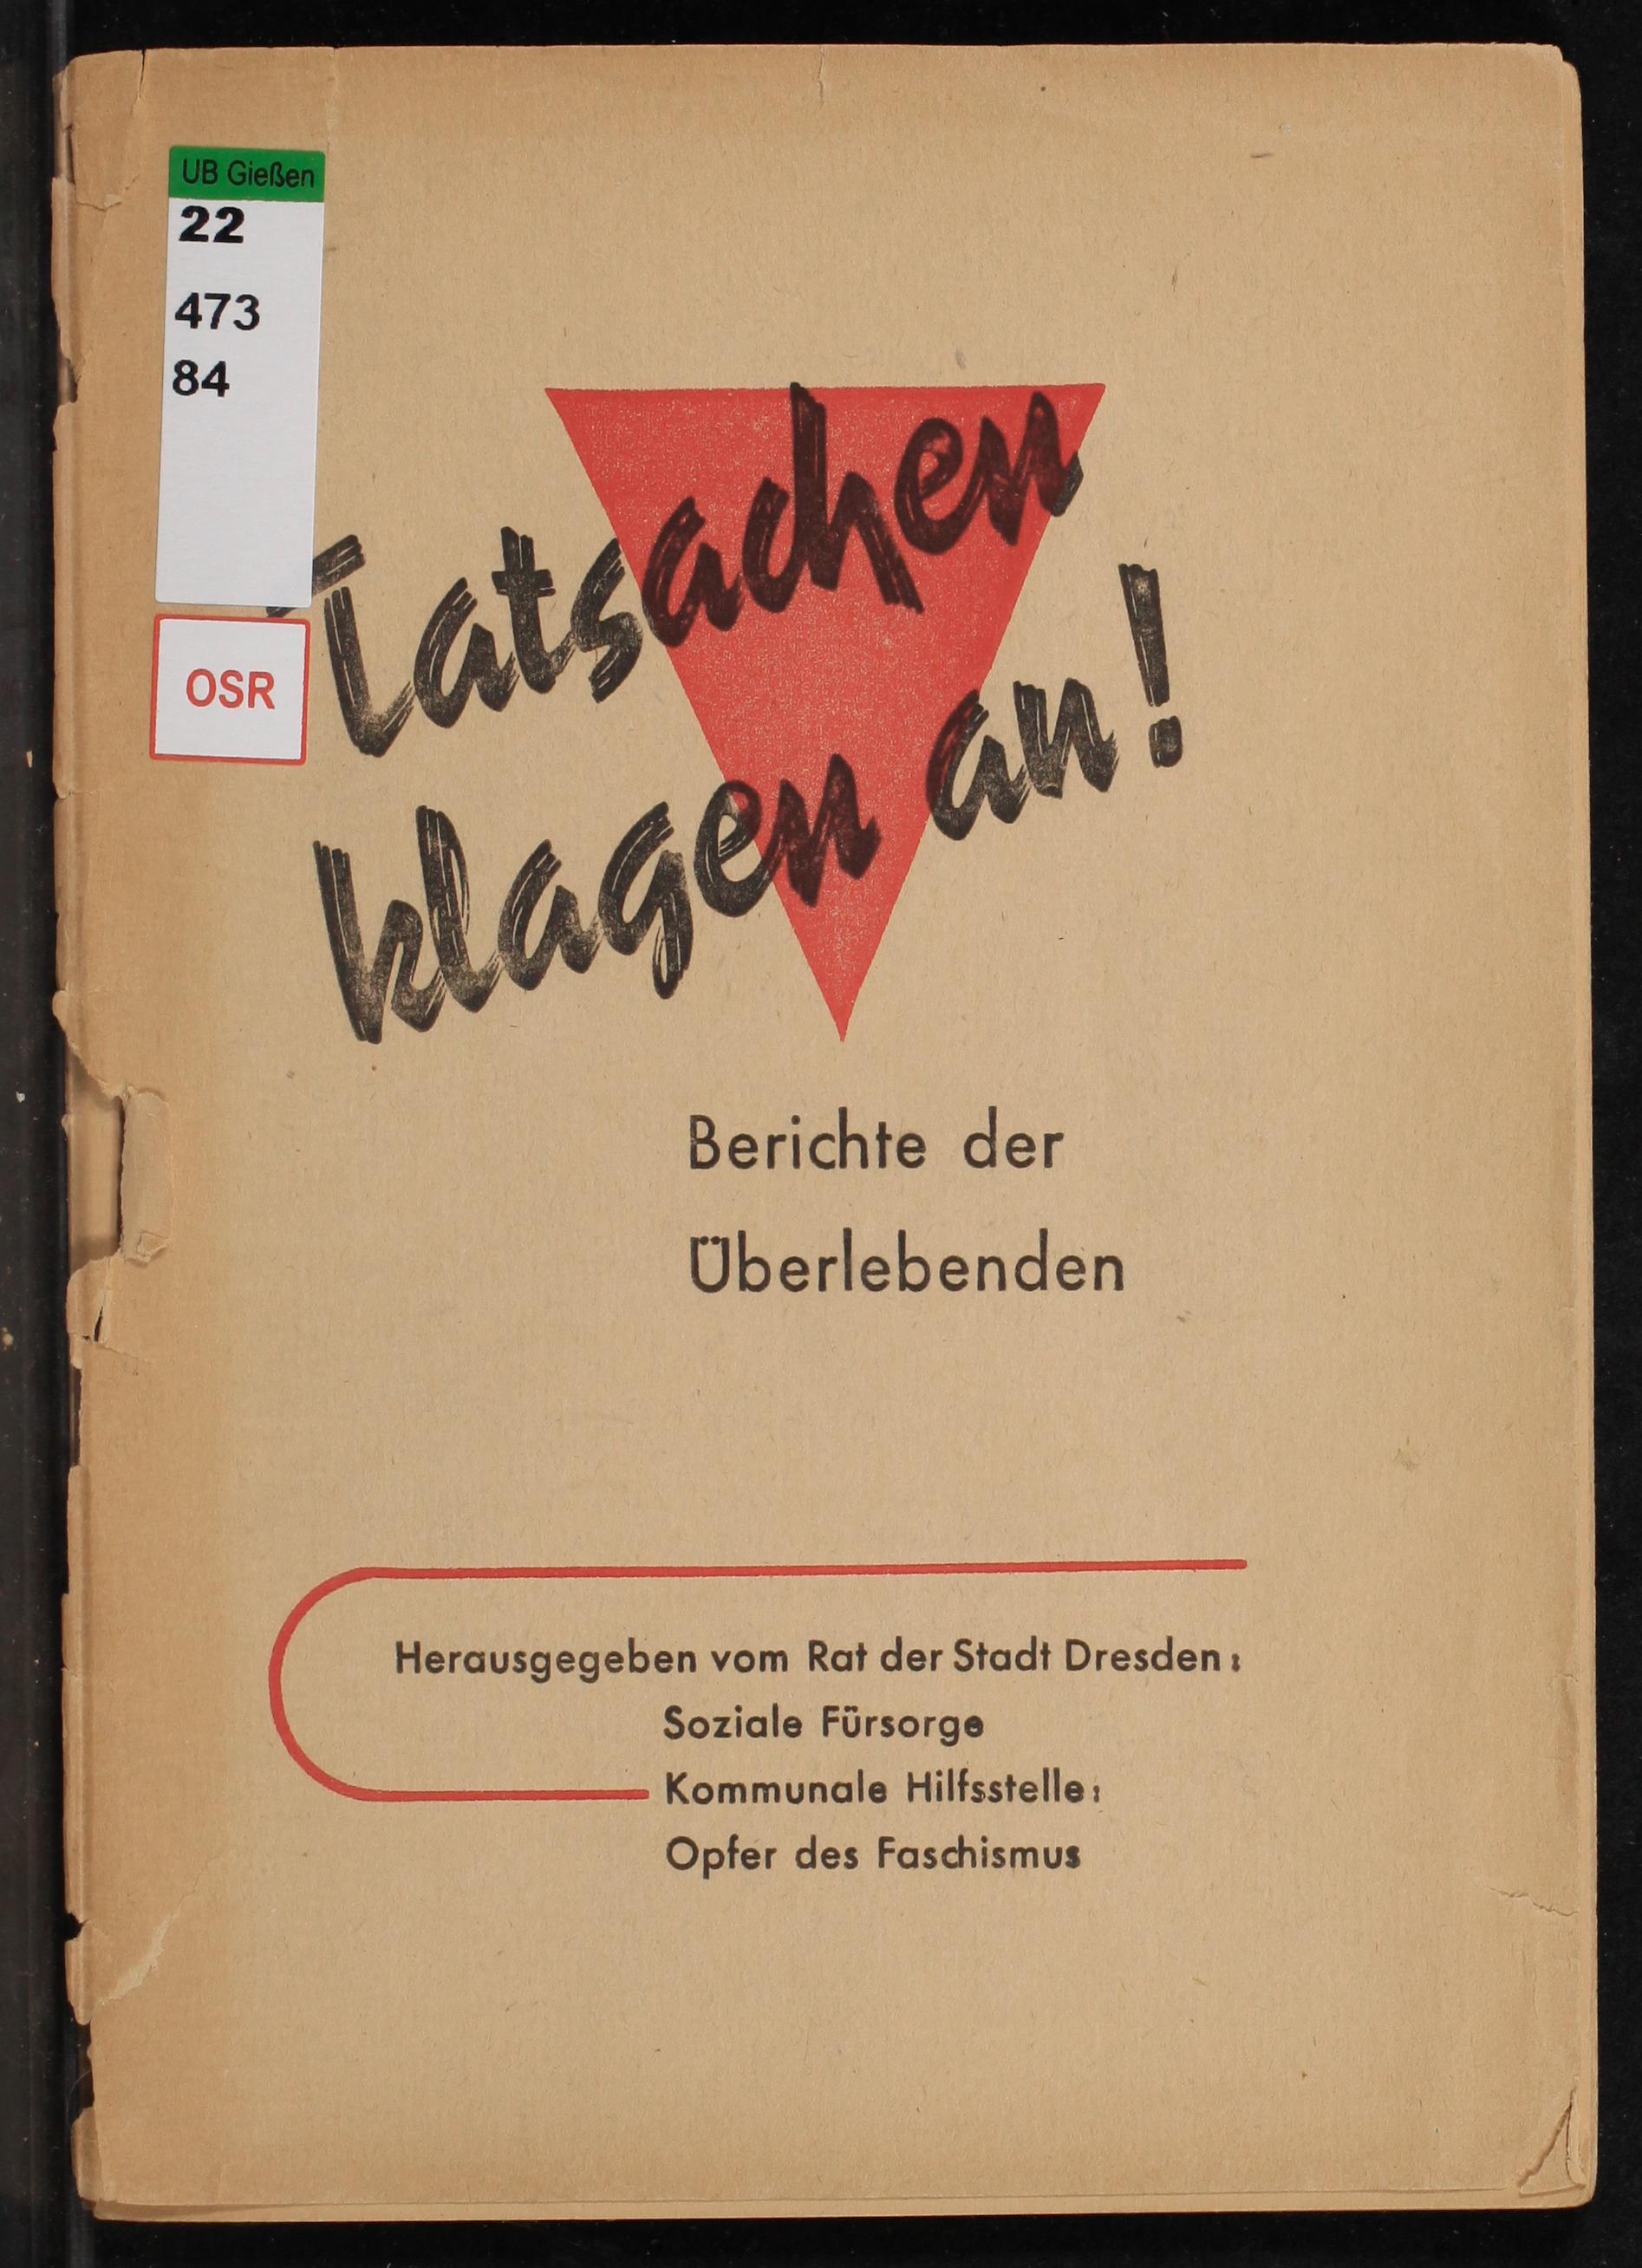 UB Gießen
22
473
84
OSR
Tatsachen
klagen an!
Berichte der
Überlebenden
Herausgegeben vom Rat der Stadt Dresden:
Soziale Fürsorge
Kommunale Hilfsstelle:
Opfer des Faschismus